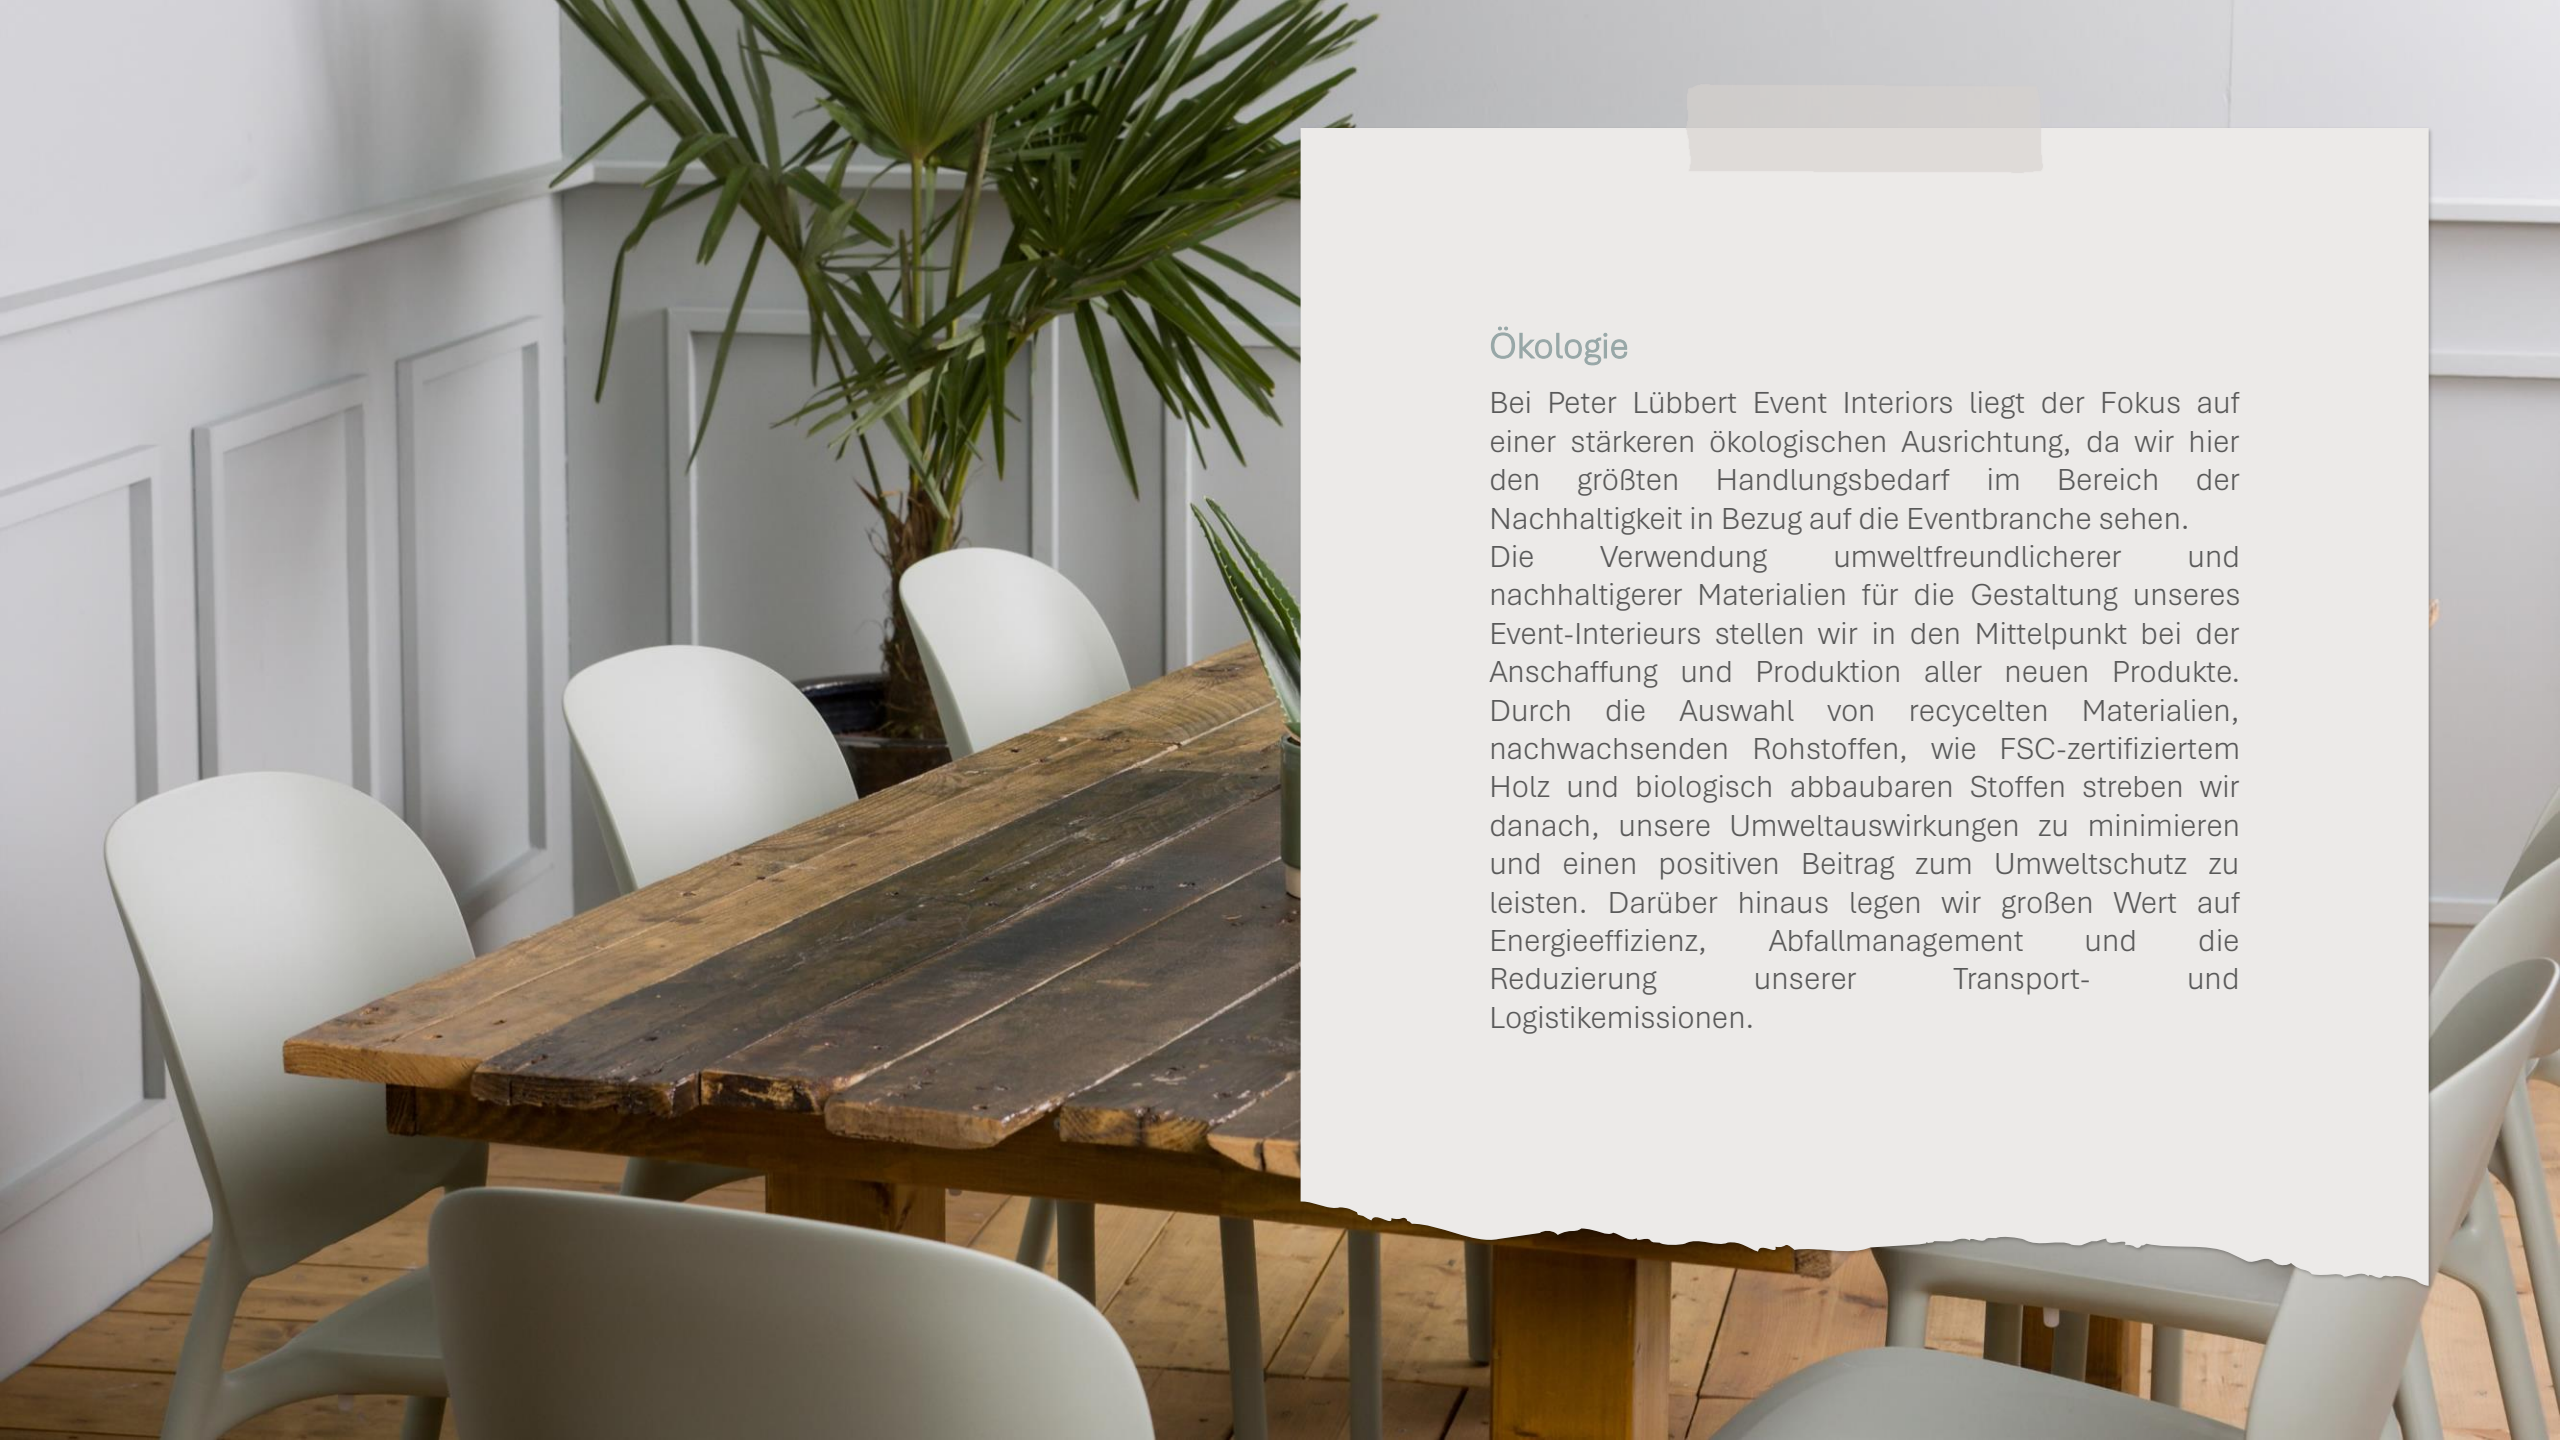 Ökologie
Bei Peter Lübbert Event Interiors liegt der Fokus auf
einer stärkeren ökologischen Ausrichtung, da wir hier
den größten Handlungsbedarf im Bereich der
Nachhaltigkeit in Bezug auf die Eventbranche sehen.
Die Verwendung umweltfreundlicherer und
nachhaltigerer Materialien für die Gestaltung unseres
Event-Interieurs stellen wir in den Mittelpunkt bei der
Anschaffung und Produktion aller neuen Produkte.
Durch die Auswahl von recycelten Materialien,
nachwachsenden Rohstoffen, wie FSC-zertifiziertem
Holz und biologisch abbaubaren Stoffen streben wir
danach, unsere Umweltauswirkungen zu minimieren
und einen positiven Beitrag zum Umweltschutz zu
leisten. Darüber hinaus legen wir großen Wert auf
Energieeffizienz, Abfallmanagement und die
Reduzierung unserer Transport- und
Logistikemissionen.